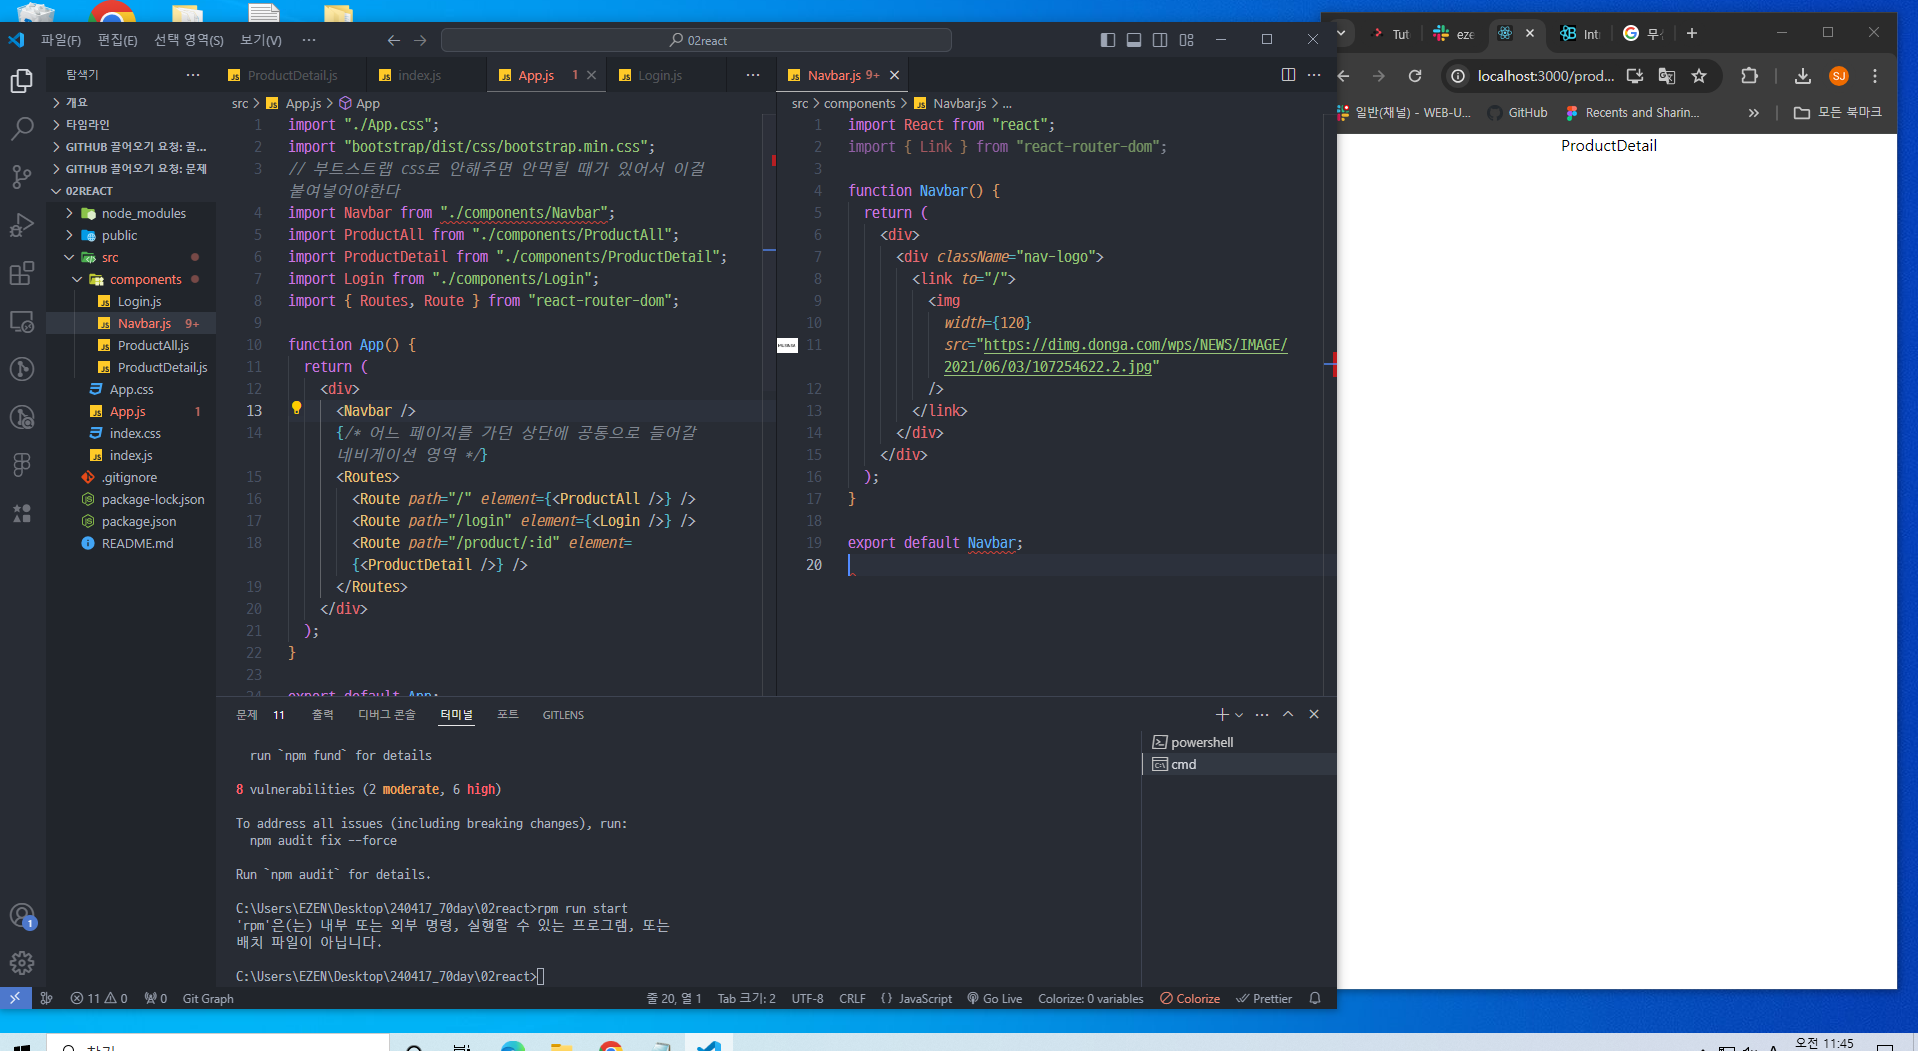 파일(F) 편집(E) 선택 영역(S) 보기(V) ··· 02react
탐색기 ···
개요
타임라인
GITHUB 끌어오기 요청: 끌...
GITHUB 끌어오기 요청: 문제
02REACT
node_modules
public
src
components
Login.js
Navbar.js 9+
ProductAll.js
ProductDetail.js
App.css
App.js 1
index.css
index.js
.gitignore
package-lock.json
package.json
README.md
ProductDetail.js index.js App.js 1 Login.js ···
src > App.js > App
1 import "./App.css";
2 import "bootstrap/dist/css/bootstrap.min.css";
3 // 부트스트랩 css로 안해주면 안먹힐 때가 있어서 이걸
붙여넣어야한다
4 import Navbar from "./components/Navbar";
5 import ProductAll from "./components/ProductAll";
6 import ProductDetail from "./components/ProductDetail";
7 import Login from "./components/Login";
8 import { Routes, Route } from "react-router-dom";
9
10 function App() {
11 return (
12 <div>
13 <Navbar />
14 {/* 어느 페이지를 가던 상단에 공통으로 들어갈
네비게이션 영역 */}
15 <Routes>
16 <Route path="/" element={<ProductAll />} />
17 <Route path="/login" element={<Login />} />
18 <Route path="/product/:id" element=
{<ProductDetail />} />
19 </Routes>
20 </div>
21 );
22 }
23
24 export default App;
Navbar.js 9+ ···
src > components > Navbar.js > ...
1 import React from "react";
2 import { Link } from "react-router-dom";
3
4 function Navbar() {
5 return (
6 <div>
7 <div className="nav-logo">
8 <link to="/">
9 <img
10 width={120}
11 src="https://dimg.donga.com/wps/NEWS/IMAGE/
2021/06/03/107254622.2.jpg"
12 />
13 </link>
14 </div>
15 </div>
16 );
17 }
18
19 export default Navbar;
20
문제 11 출력 디버그 콘솔 터미널 포트 GITLENS
run `npm fund` for details
8 vulnerabilities (2 moderate, 6 high)
To address all issues (including breaking changes), run:
npm audit fix --force
Run `npm audit` for details.
C:\Users\EZEN\Desktop\240417_70day\02react>rpm run start
'rpm'은(는) 내부 또는 외부 명령, 실행할 수 있는 프로그램, 또는
배치 파일이 아닙니다.
C:\Users\EZEN\Desktop\240417_70day\02react>
powershell
cmd
1
11 0 0 Git Graph 줄 20, 열 1 Tab 크기: 2 UTF-8 CRLF {} JavaScript Go Live Colorize: 0 variables Colorize Prettier
Tut eze Int
localhost:3000/prod... SJ
일반(채널) - WEB-U... GitHub Recents and Sharin... » 모든 북마크
ProductDetail
찾기
A 오전 11:45